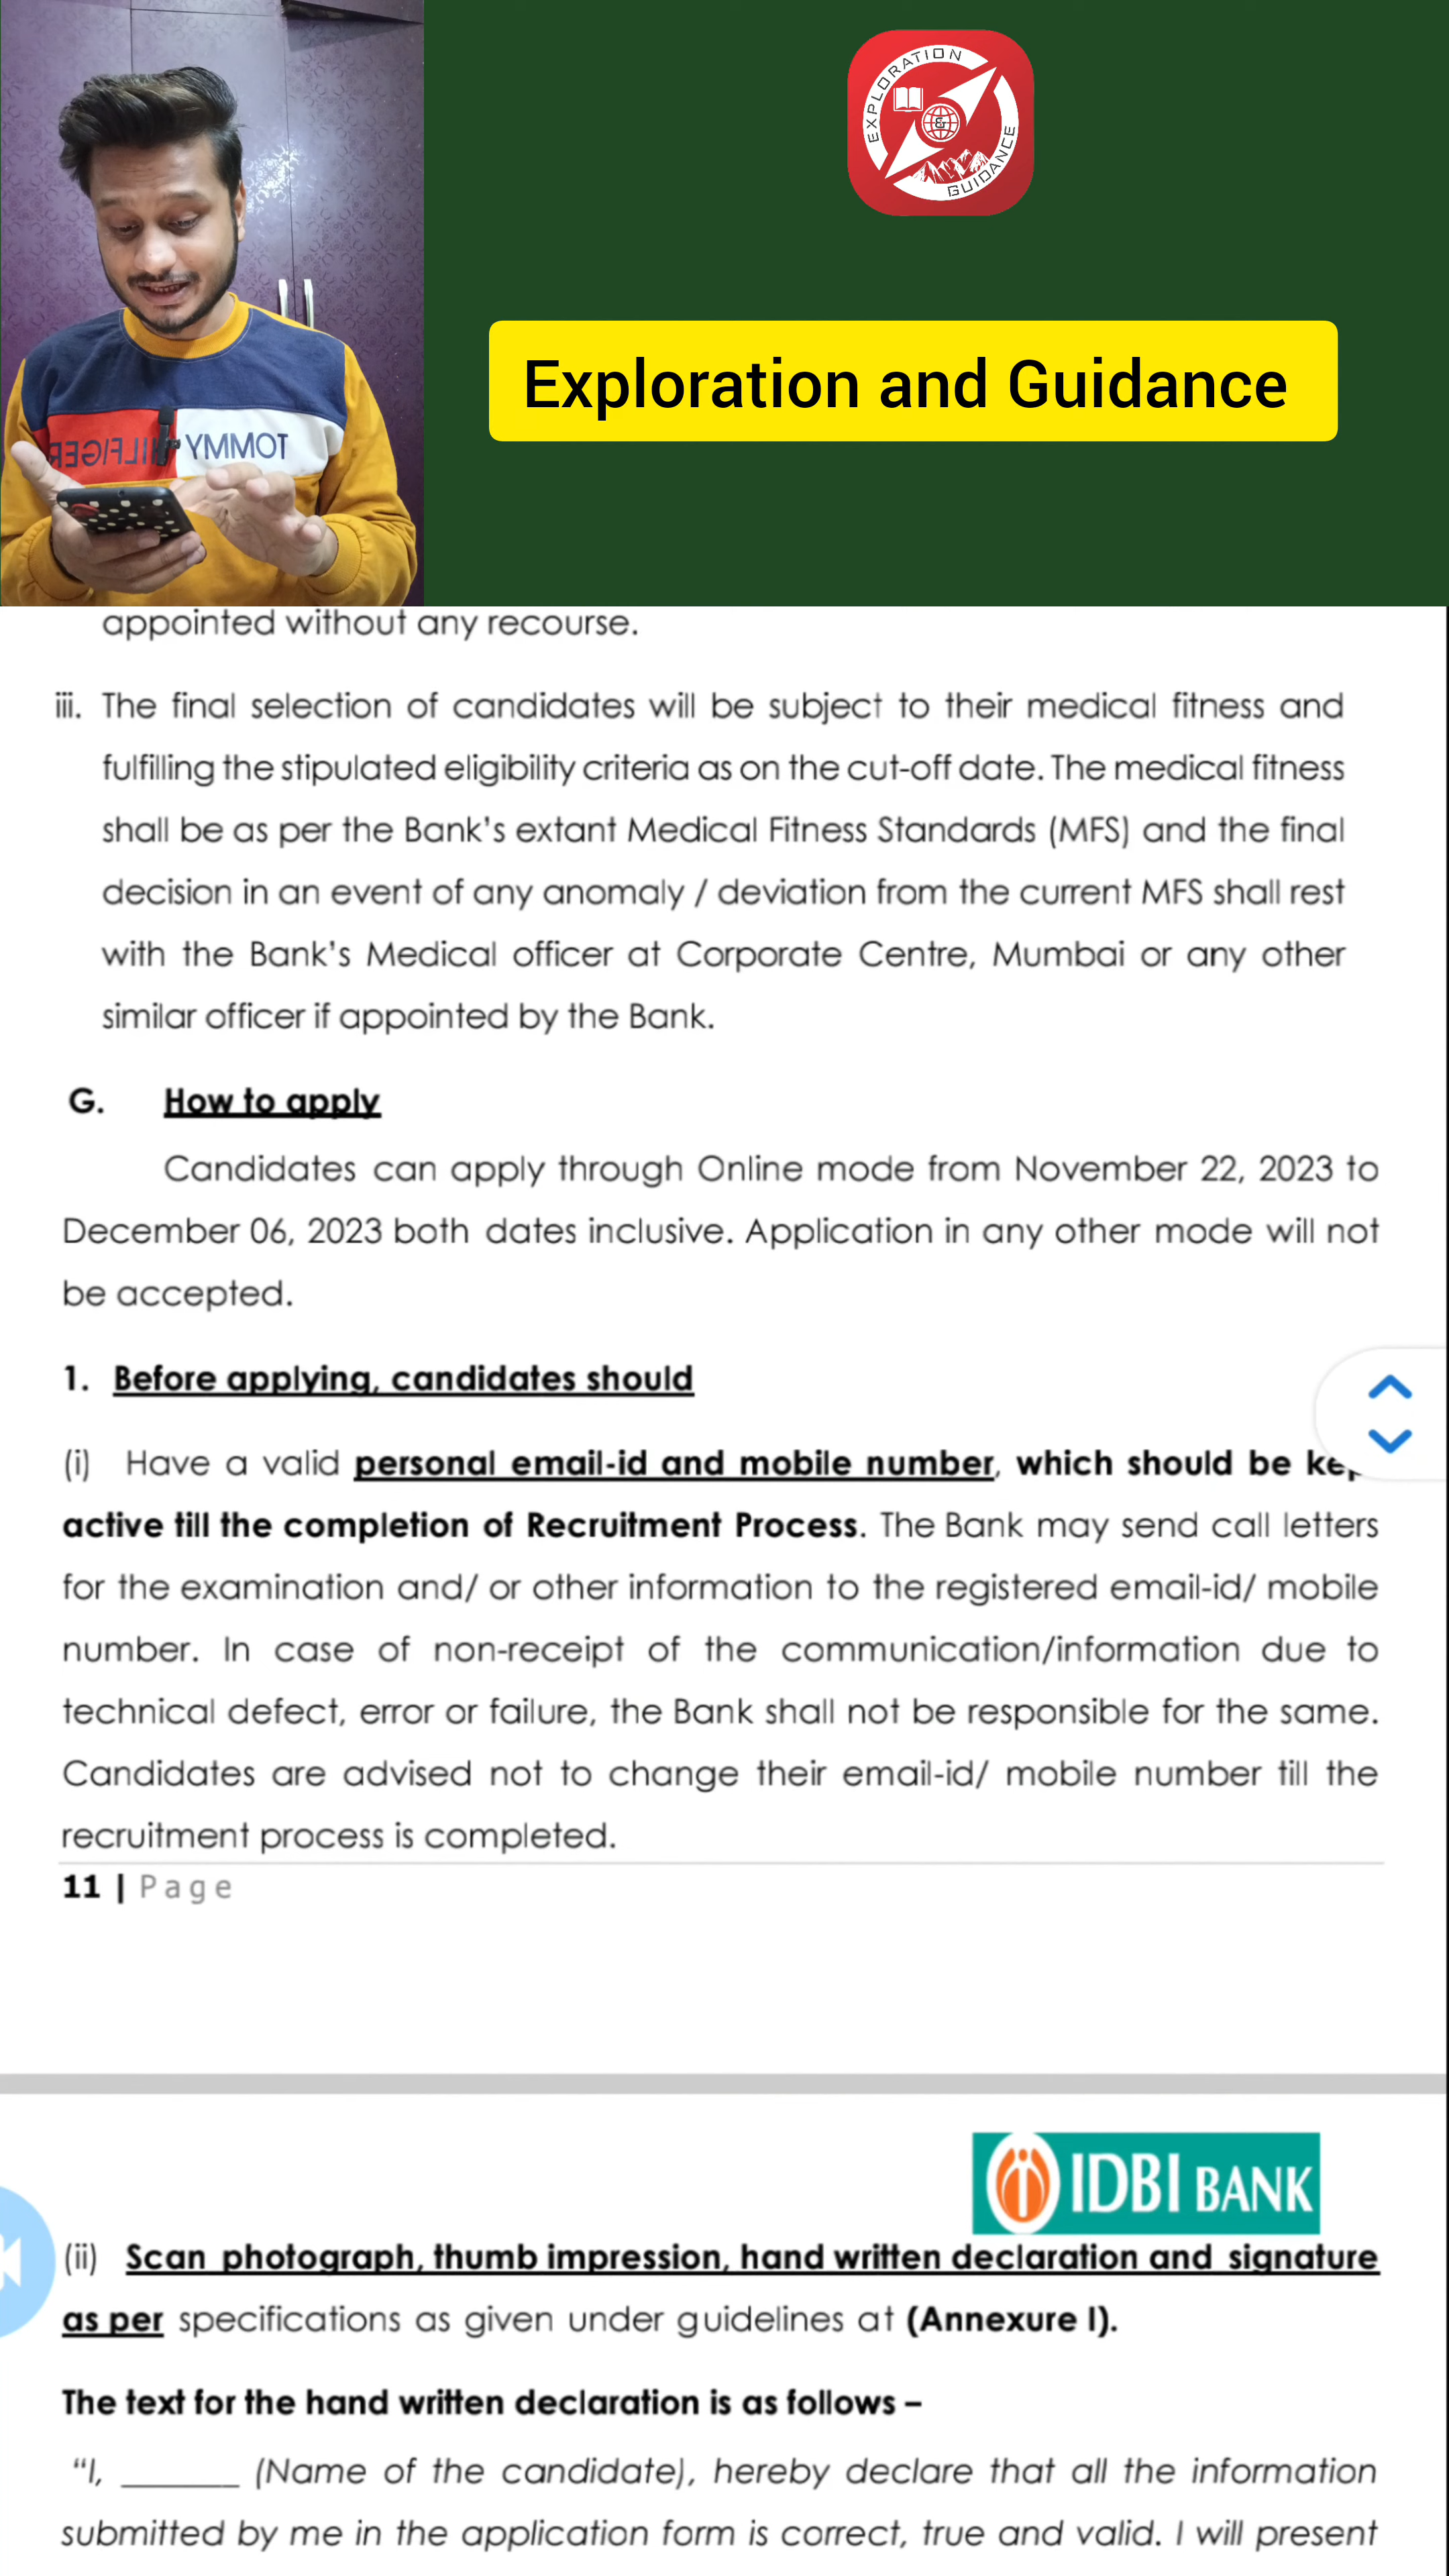 EXPLORATION
&
GUIDANCE
Exploration and Guidance
TOMMY HILFIGER
appointed without any recourse.
iii. The final selection of candidates will be subject to their medical fitness and
fulfilling the stipulated eligibility criteria as on the cut-off date. The medical fitness
shall be as per the Bank's extant Medical Fitness Standards (MFS) and the final
decision in an event of any anomaly / deviation from the current MFS shall rest
with the Bank's Medical officer at Corporate Centre, Mumbai or any other
similar officer if appointed by the Bank.
G. How to apply
Candidates can apply through Online mode from November 22, 2023 to
December 06, 2023 both dates inclusive. Application in any other mode will not
be accepted.
1. Before applying, candidates should
(i) Have a valid personal email-id and mobile number, which should be
active till the completion of Recruitment Process. The Bank may send call letters
for the examination and/ or other information to the registered email-id/ mobile
number. In case of non-receipt of the communication/information due to
technical defect, error or failure, the Bank shall not be responsible for the same.
Candidates are advised not to change their email-id/ mobile number till the
recruitment process is completed.
11 | Page
IDBI BANK
(ii) Scan photograph, thumb impression, hand written declaration and signature
as per specifications as given under guidelines at (Annexure I).
The text for the hand written declaration is as follows –
"I, _______ (Name of the candidate), hereby declare that all the information
submitted by me in the application form is correct, true and valid. I will present